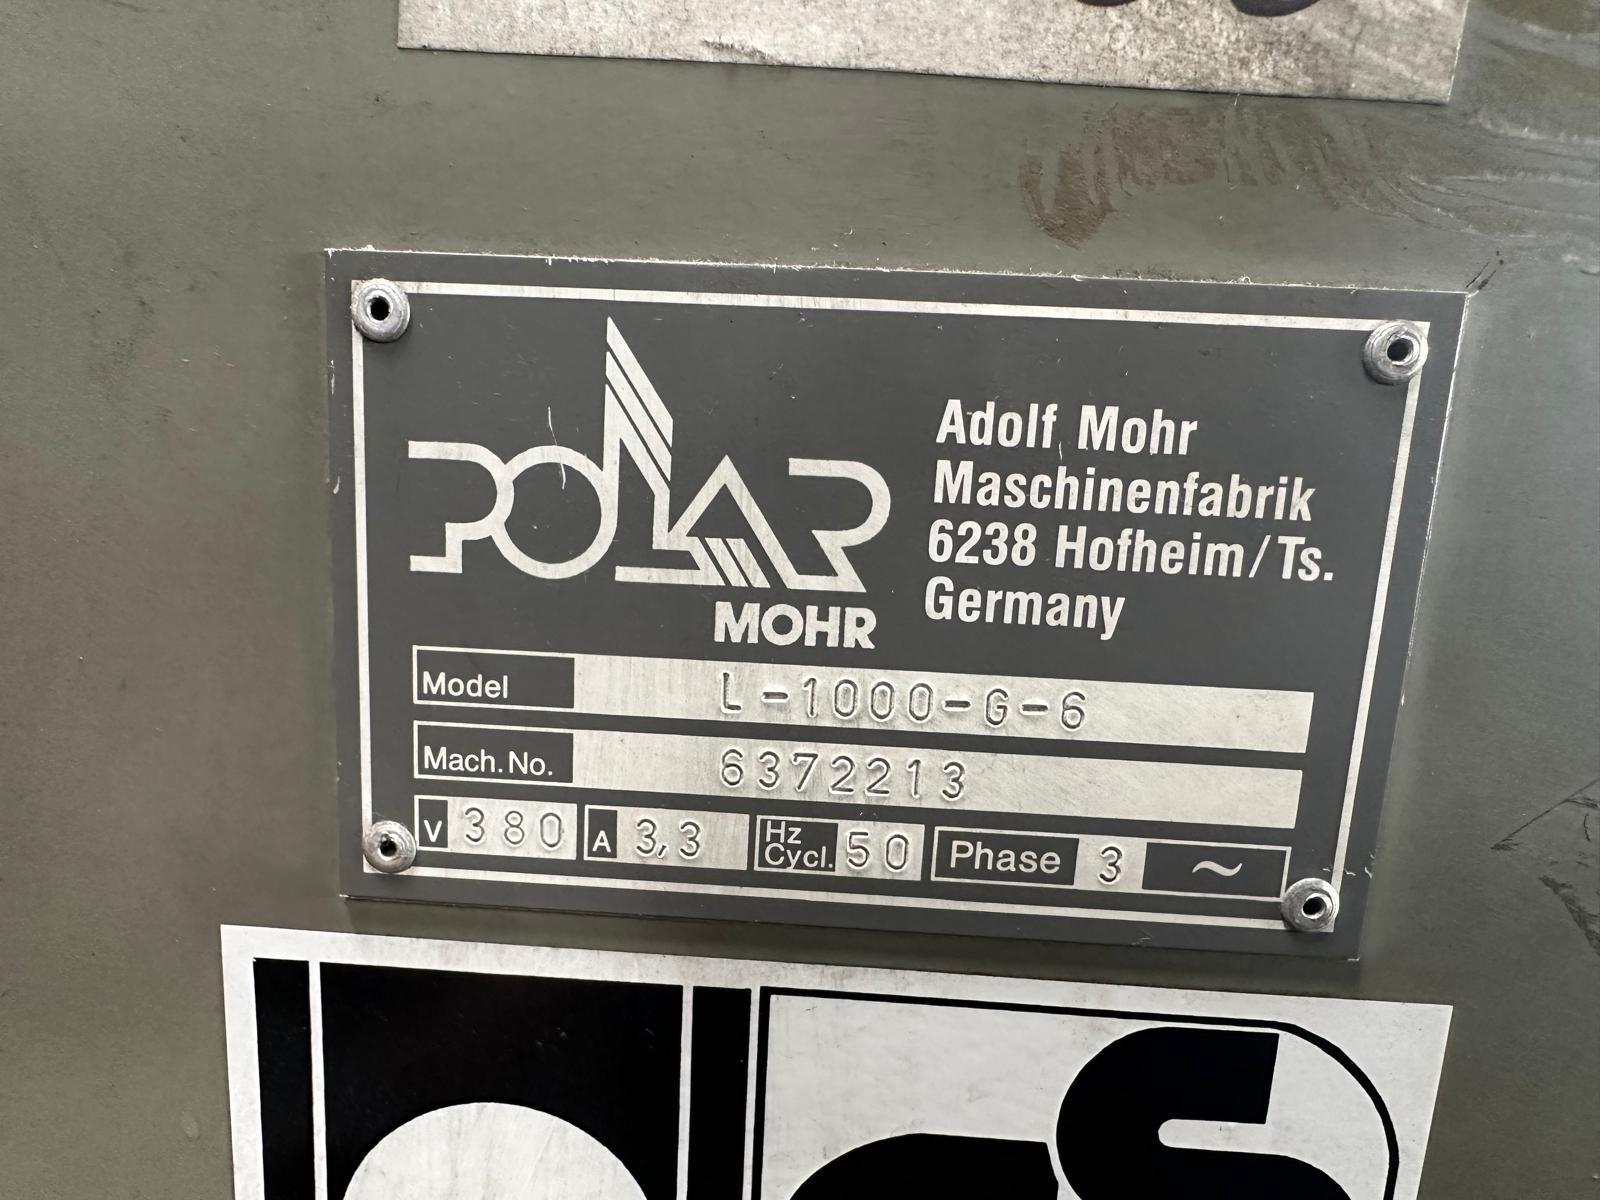 POLAR
MOHR
Adolf Mohr
Maschinenfabrik
6238 Hofheim/Ts.
Germany
Model L-1000-G-6
Mach.No. 6372213
V 380 A 3,3 Hz Cycl. 50 Phase 3 ~